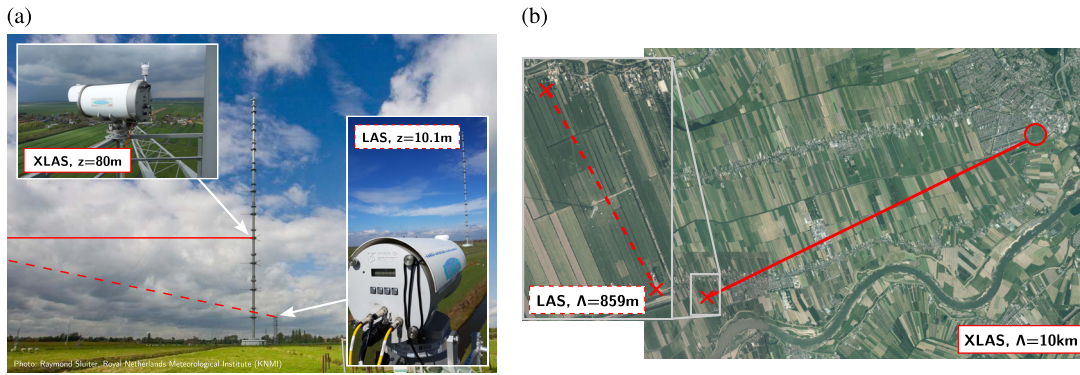 (a)
XLAS, z=80m
LAS, z=10.1m
Photo: Raymond Sluiter, Royal Netherlands Meteorological Institute (KNMI)
(b)
LAS, Λ=859m
XLAS, Λ=10km